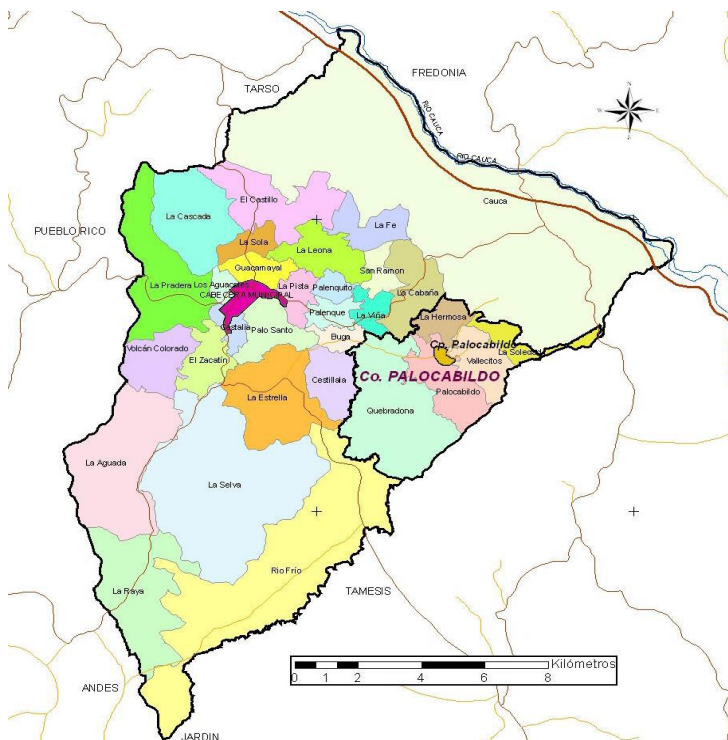 FREDONIA
TARSO
N
W
E
S
RIO CAUCA
RIO CAUCA
El Castillo
Cauca
La Cascada
La Fe
PUEBLO RICO
La Sola
La Leona
Guacamayal
San Ramon
La Pradera
Los Aguacates
La Pista
Palenquito
La Cabaña
CABECERA MUNICIPAL
Palenque
La Viña
La Hermosa
Castalia
Palo Santo
Buga
Cp. Palocabildo
Volcán Colorado
El Zacatín
Vallecitos
La Soledad
Cestillala
Co. PALOCABILDO
La Estrella
Palocabildo
Quebradona
La Aguada
La Selva
Rio Frío
La Raya
TAMESIS
Kilómetros
0 1 2 4 6 8
ANDES
JARDIN